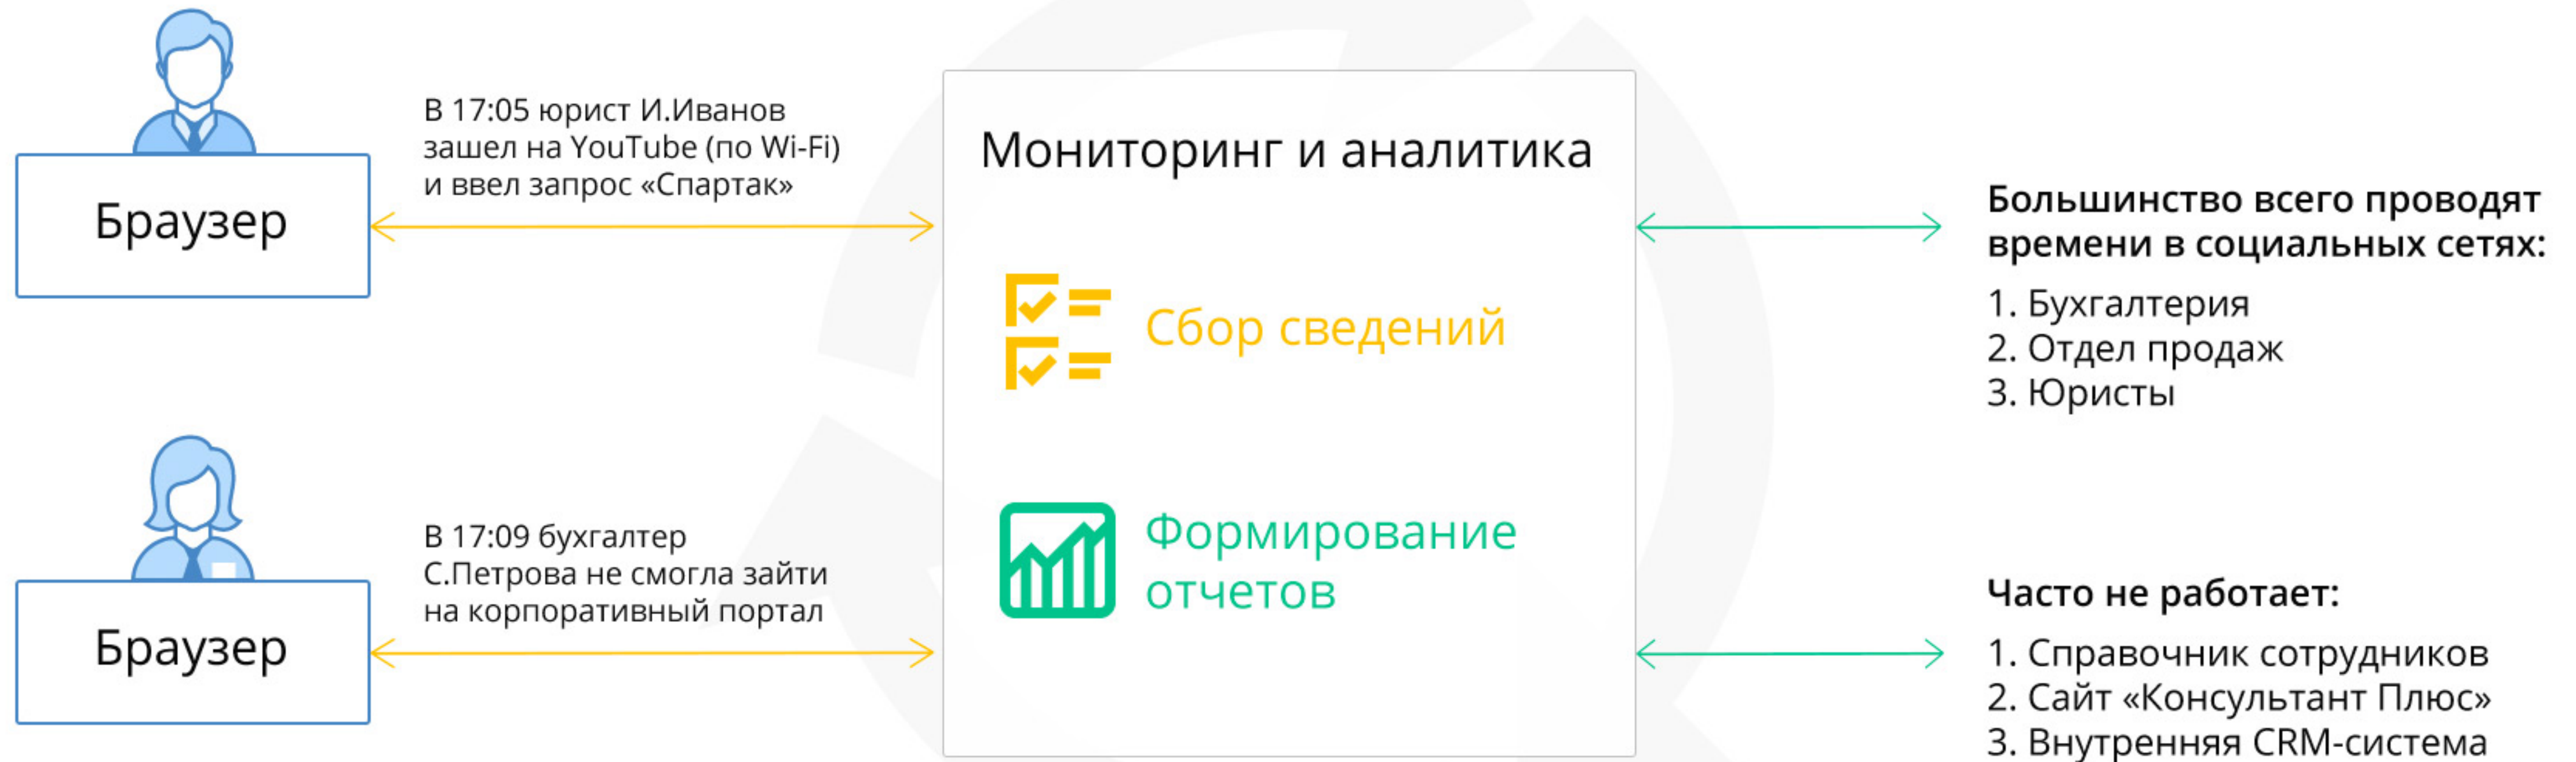 В 17:05 юрист И.Иванов
зашел на YouTube (по Wi-Fi)
и ввел запрос «Спартак»
Браузер
В 17:09 бухгалтер
С.Петрова не смогла зайти
на корпоративный портал
Браузер
Мониторинг и аналитика
Сбор сведений
Формирование
отчетов
Большинство всего проводят
времени в социальных сетях:
1. Бухгалтерия
2. Отдел продаж
3. Юристы
Часто не работает:
1. Справочник сотрудников
2. Сайт «Консультант Плюс»
3. Внутренняя CRM-система